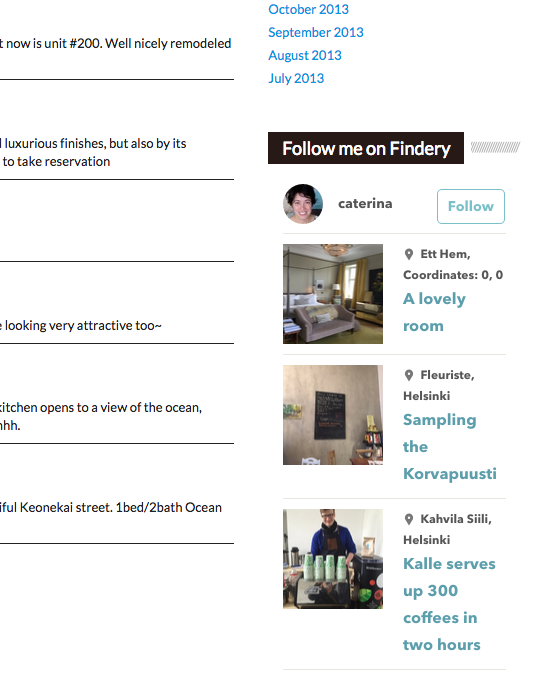 t now is unit #200. Well nicely remodeled
l luxurious finishes, but also by its
to take reservation
e looking very attractive too~
kitchen opens to a view of the ocean,
hhh.
iful Keonekai street. 1bed/2bath Ocean
October 2013
September 2013
August 2013
July 2013
Follow me on Findery
caterina
Follow
Ett Hem,
Coordinates: 0, 0
A lovely
room
Fleuriste,
Helsinki
Sampling
the
Korvapuusti
Kahvila Siili,
Helsinki
Kalle serves
up 300
coffees in
two hours